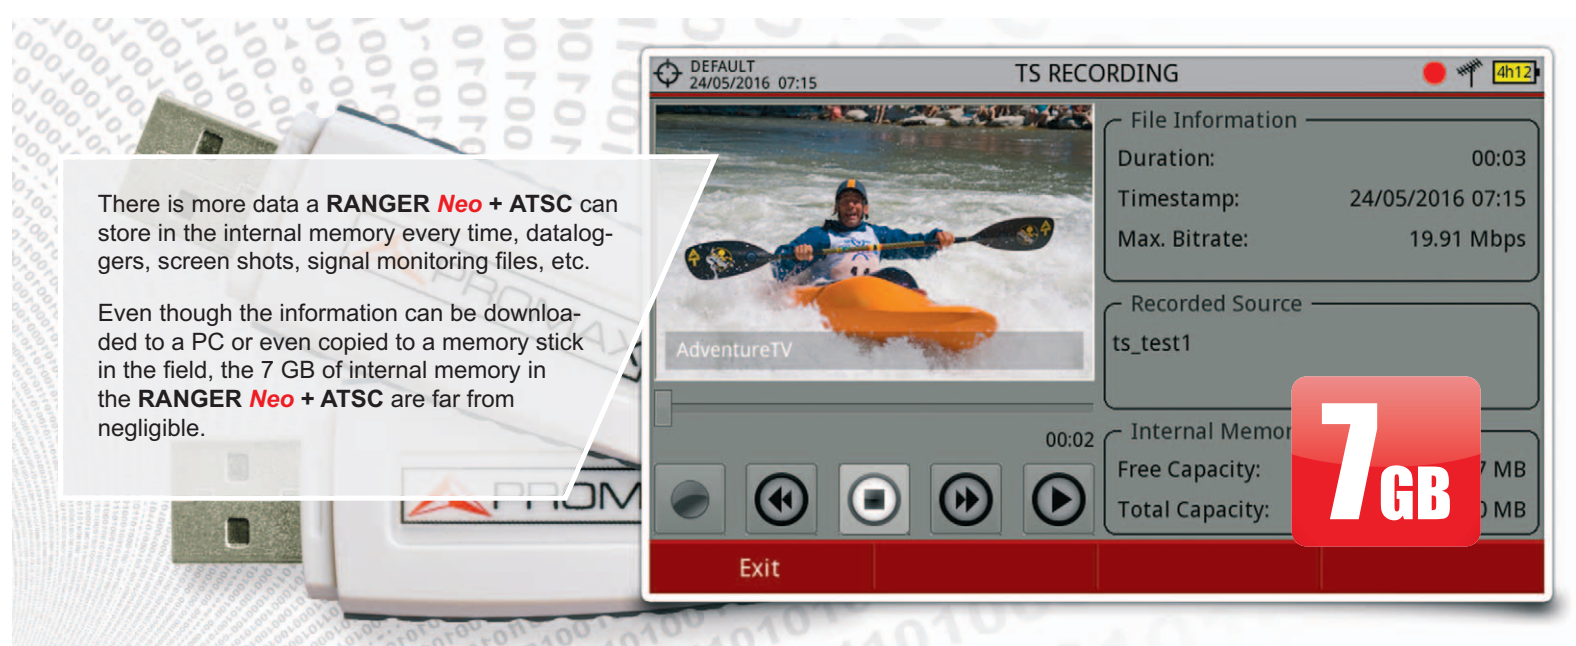 There is more data a RANGER Neo + ATSC can
store in the internal memory every time, datalog-
gers, screen shots, signal monitoring files, etc.
Even though the information can be downloa-
ded to a PC or even copied to a memory stick
in the field, the 7 GB of internal memory in
the RANGER Neo + ATSC are far from
negligible.
PROMAX
PROM
DEFAULT
24/05/2016 07:15
TS RECORDING
4h12
AdventureTV
00:02
File Information
Duration: 00:03
Timestamp: 24/05/2016 07:15
Max. Bitrate: 19.91 Mbps
Recorded Source
ts_test1
Internal Memor
Free Capacity: 7 MB
Total Capacity: MB
7GB
Exit